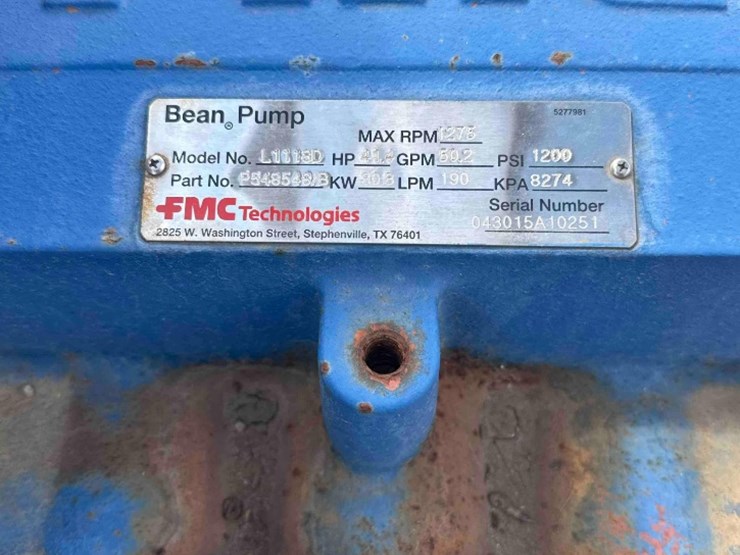 Bean® Pump
5277981
MAX RPM
Model No. HP GPM PSI 1200
Part No. KW LPM 190 KPA 8274
FMC Technologies
Serial Number
043015A10251
2825 W. Washington Street, Stephenville, TX 76401